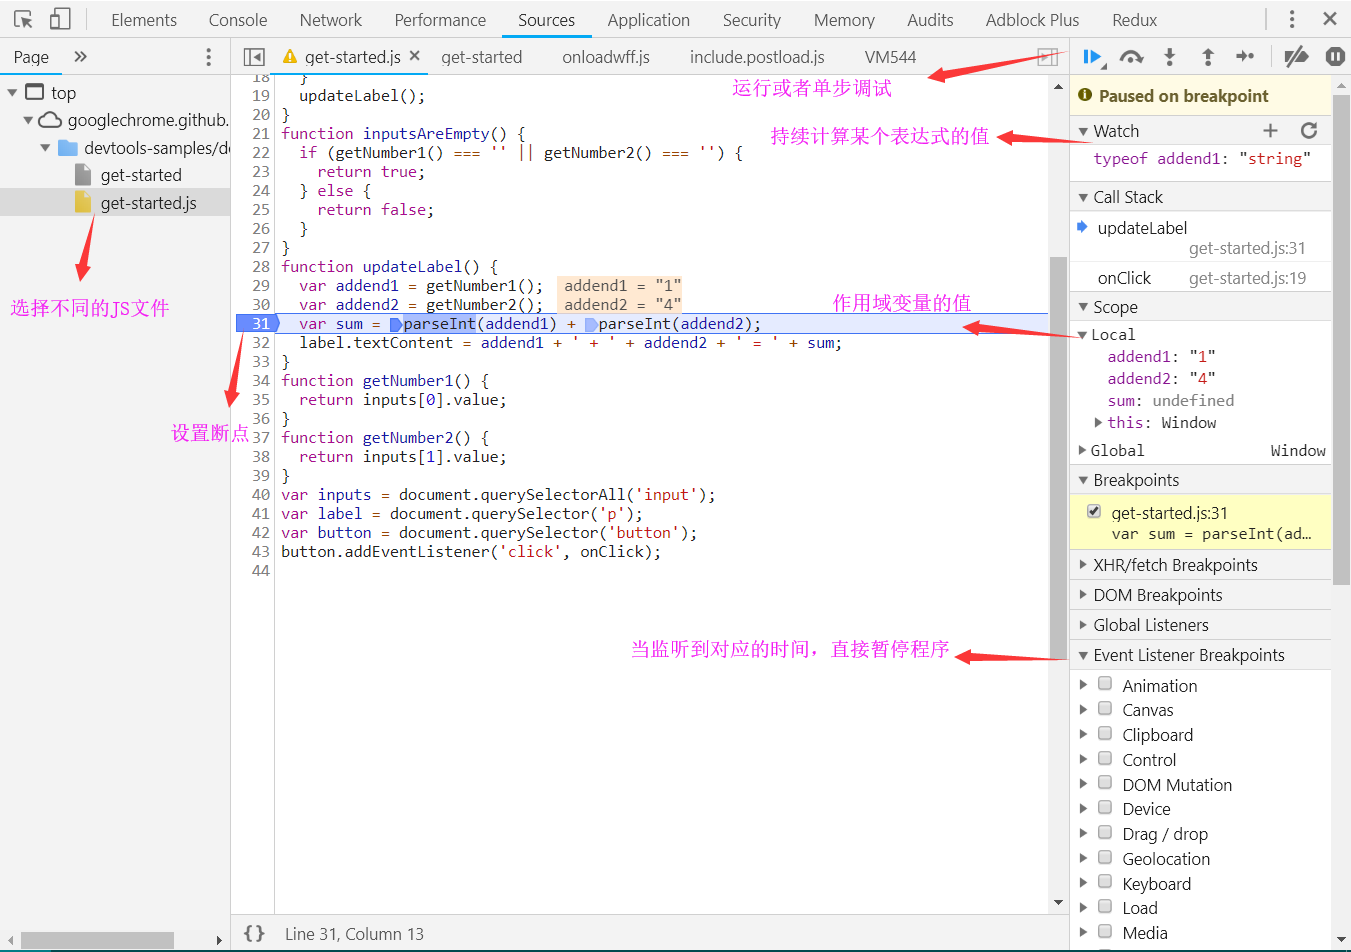 Elements Console Network Performance Sources Application Security Memory Audits Adblock Plus Redux
Page
top
googlechrome.github.
devtools-samples/de
get-started
get-started.js
选择不同的JS文件
get-started.js get-started onloadwff.js include.postload.js VM544
18 }
19 updateLabel();
20 }
21 function inputsAreEmpty() {
22 if (getNumber1() === '' || getNumber2() === '') {
23 return true;
24 } else {
25 return false;
26 }
27 }
28 function updateLabel() {
29 var addend1 = getNumber1(); addend1 = "1"
30 var addend2 = getNumber2(); addend2 = "4"
31 var sum = parseInt(addend1) + parseInt(addend2);
32 label.textContent = addend1 + ' + ' + addend2 + ' = ' + sum;
33 }
34 function getNumber1() {
35 return inputs[0].value;
36 }
37 function getNumber2() {
38 return inputs[1].value;
39 }
40 var inputs = document.querySelectorAll('input');
41 var label = document.querySelector('p');
42 var button = document.querySelector('button');
43 button.addEventListener('click', onClick);
44
运行或者单步调试
持续计算某个表达式的值
作用域变量的值
设置断点
当监听到对应的时间，直接暂停程序
{} Line 31, Column 13
Paused on breakpoint
Watch
typeof addend1: "string"
Call Stack
updateLabel
get-started.js:31
onClick get-started.js:19
Scope
Local
addend1: "1"
addend2: "4"
sum: undefined
this: Window
Global Window
Breakpoints
get-started.js:31
var sum = parseInt(ad…
XHR/fetch Breakpoints
DOM Breakpoints
Global Listeners
Event Listener Breakpoints
Animation
Canvas
Clipboard
Control
DOM Mutation
Device
Drag / drop
Geolocation
Keyboard
Load
Media